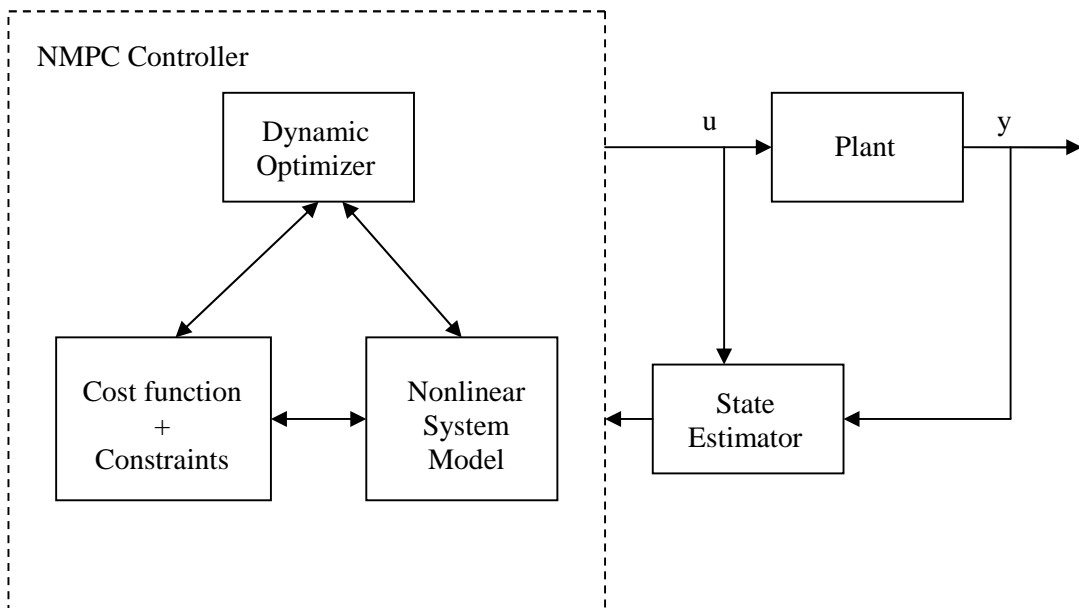 NMPC Controller
Dynamic
Optimizer
u
Plant
y
Cost function
+
Constraints
Nonlinear
System
Model
State
Estimator